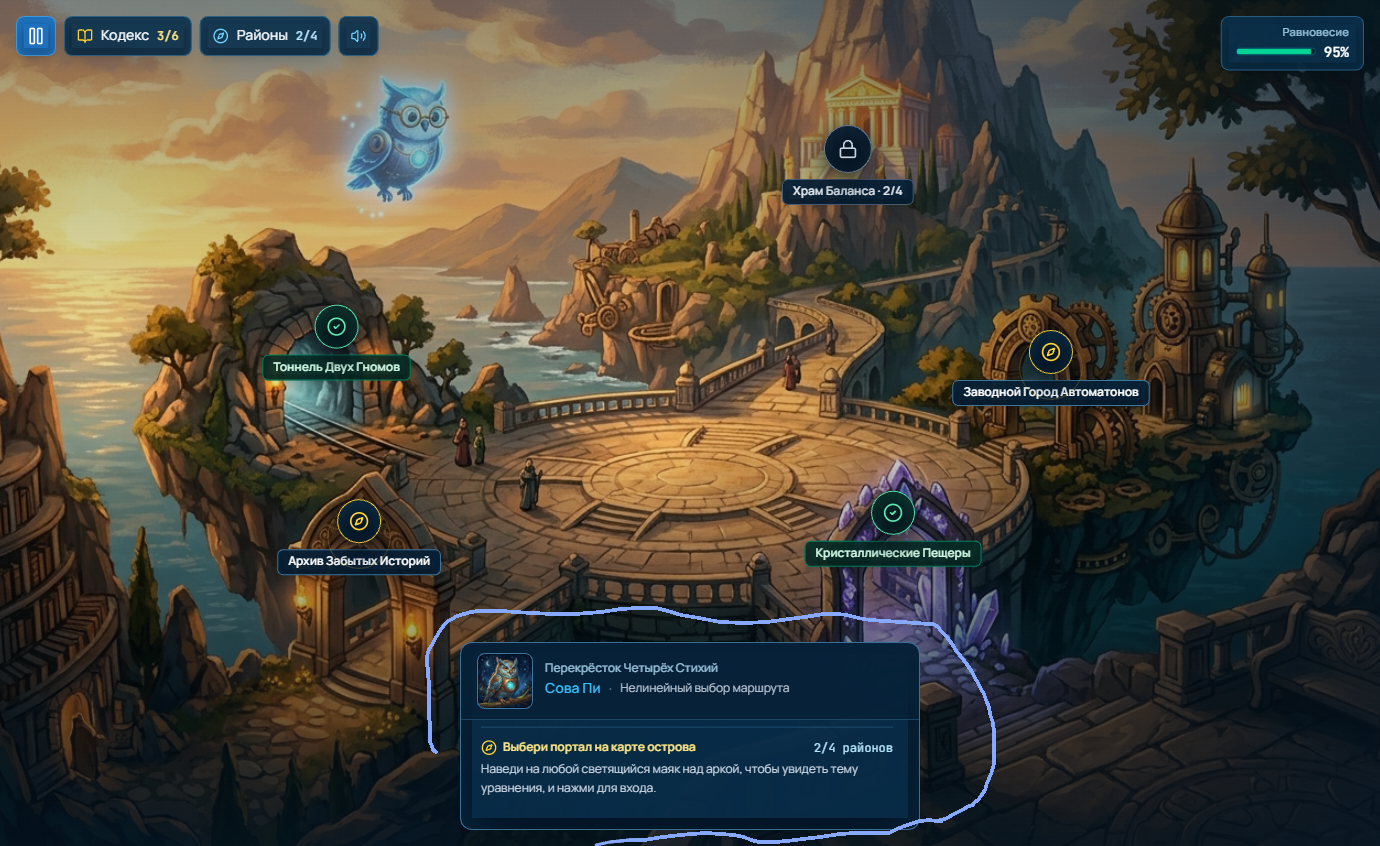 Кодекс 3/6
Районы 2/4
Равновесие
95%
Храм Баланса · 2/4
Тоннель Двух Гномов
Заводной Город Автоматонов
Архив Забытых Историй
Кристаллические Пещеры
Перекрёсток Четырёх Стихий
Сова Пи · Нелинейный выбор маршрута
Выбери портал на карте острова
2/4 районов
Наведи на любой светящийся маяк над аркой, чтобы увидеть тему
уравнения, и нажми для входа.